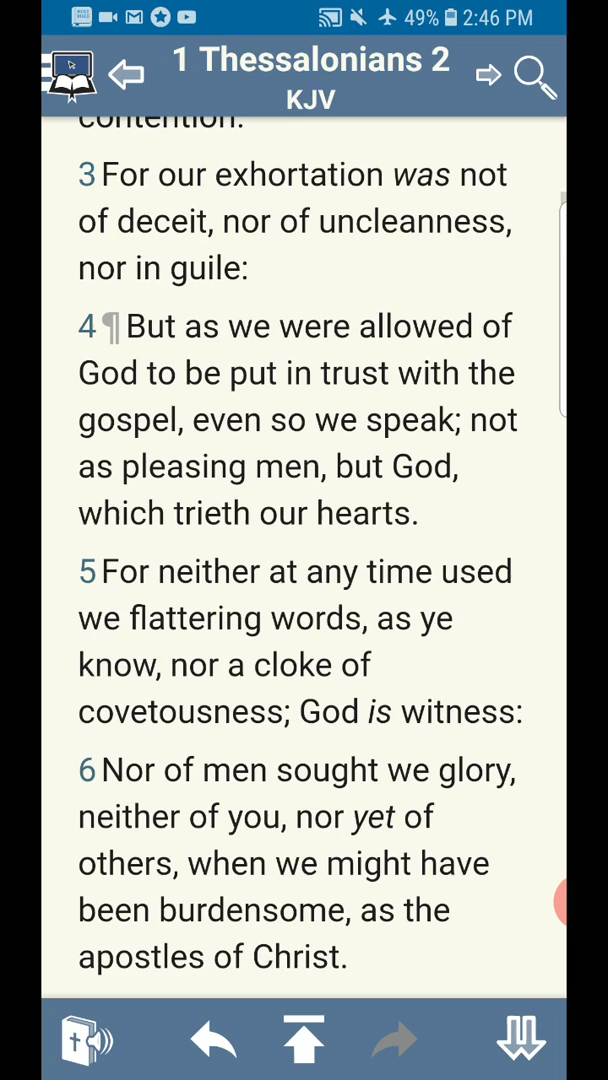 49% 2:46 PM
1 Thessalonians 2
KJV
contention.
3 For our exhortation was not
of deceit, nor of uncleanness,
nor in guile:
4 ¶ But as we were allowed of
God to be put in trust with the
gospel, even so we speak; not
as pleasing men, but God,
which trieth our hearts.
5 For neither at any time used
we flattering words, as ye
know, nor a cloke of
covetousness; God is witness:
6 Nor of men sought we glory,
neither of you, nor yet of
others, when we might have
been burdensome, as the
apostles of Christ.